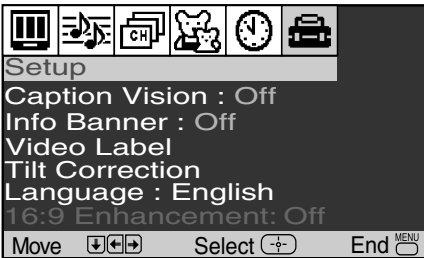 CH
Setup
Caption Vision : Off
Info Banner : Off
Video Label
Tilt Correction
Language : English
16:9 Enhancement: Off
Move Select End MENU